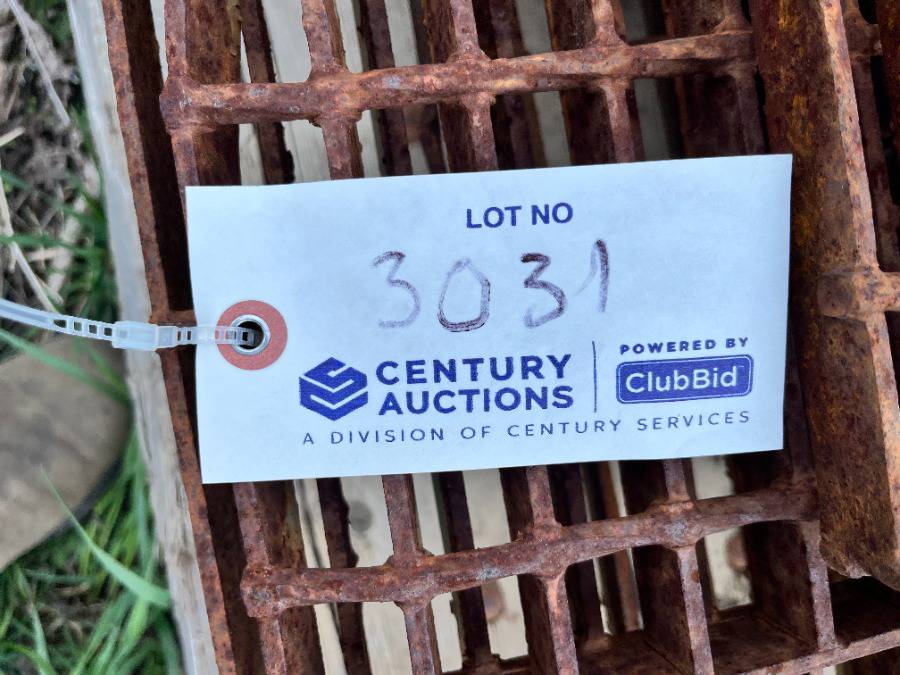 LOT NO
3031
CENTURY AUCTIONS
POWERED BY
ClubBid
A DIVISION OF CENTURY SERVICES